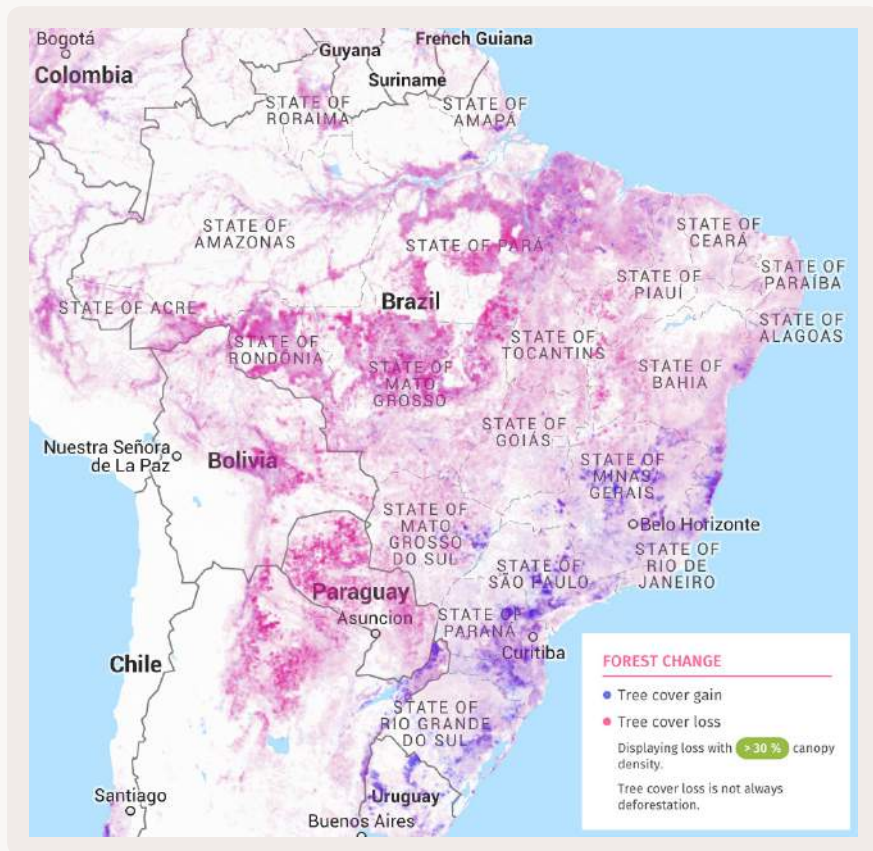 Bogotá
Colombia
Guyana
French Guiana
Suriname
STATE OF
RORAIMA
STATE OF
AMAPÁ
STATE OF
AMAZONAS
STATE OF PARÁ
STATE OF
CEARÁ
STATE OF
PIAUÍ
STATE OF
PARAÍBA
STATE OF ACRE
Brazil
STATE OF
ALAGOAS
STATE OF
RONDÔNIA
STATE OF
TOCANTINS
STATE OF
MATO
GROSSO
STATE OF
BAHIA
STATE OF
GOIÁS
Nuestra Señora
de La Paz
Bolivia
STATE OF
MINAS
GERAIS
STATE OF
MATO
GROSSO
DO SUL
Belo Horizonte
STATE OF
SÃO PAULO
STATE OF
RIO DE
JANEIRO
Paraguay
Asuncion
STATE OF
PARANÁ
Curitiba
Chile
STATE OF
RIO GRANDE
DO SUL
Santiago
Uruguay
Buenos Aires
FOREST CHANGE
Tree cover gain
Tree cover loss
Displaying loss with > 30 % canopy
density.
Tree cover loss is not always
deforestation.